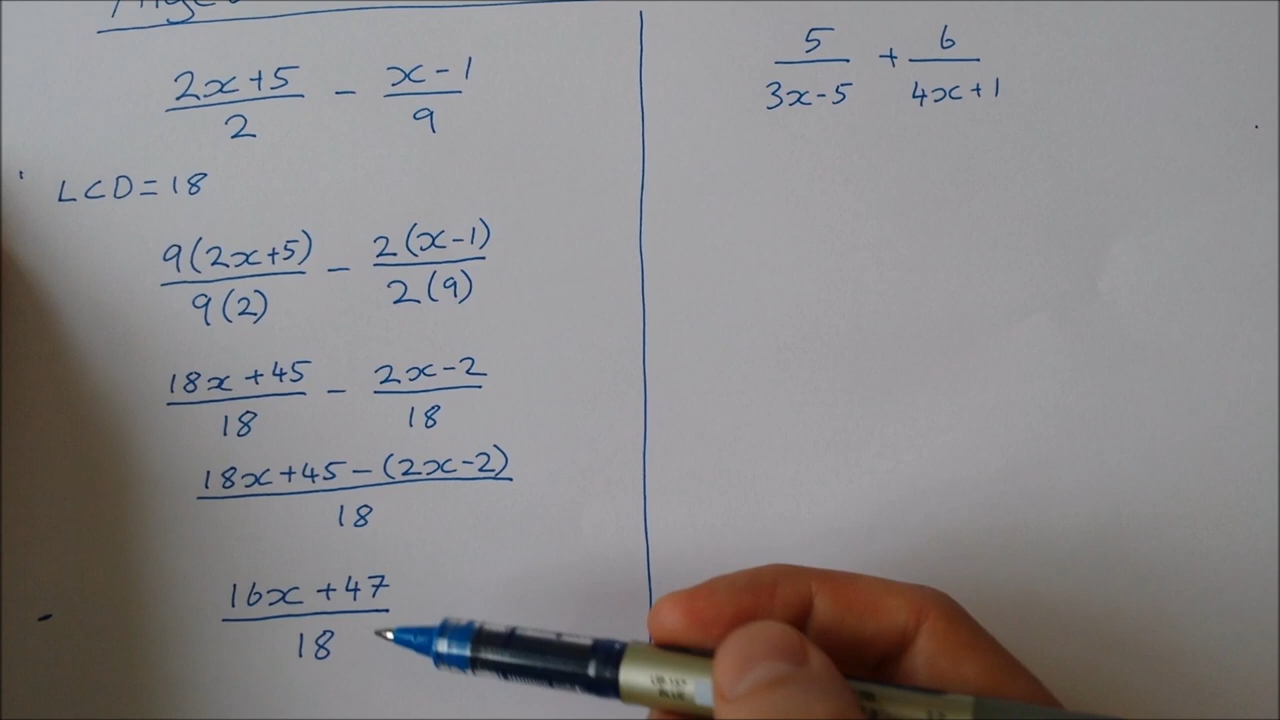 2x+5 / 2 - x-1 / 9
LCD=18
9(2x+5) / 9(2) - 2(x-1) / 2(9)
18x+45 / 18 - 2x-2 / 18
18x+45-(2x-2) / 18
16x+47 / 18
5 / 3x-5 + 6 / 4x+1